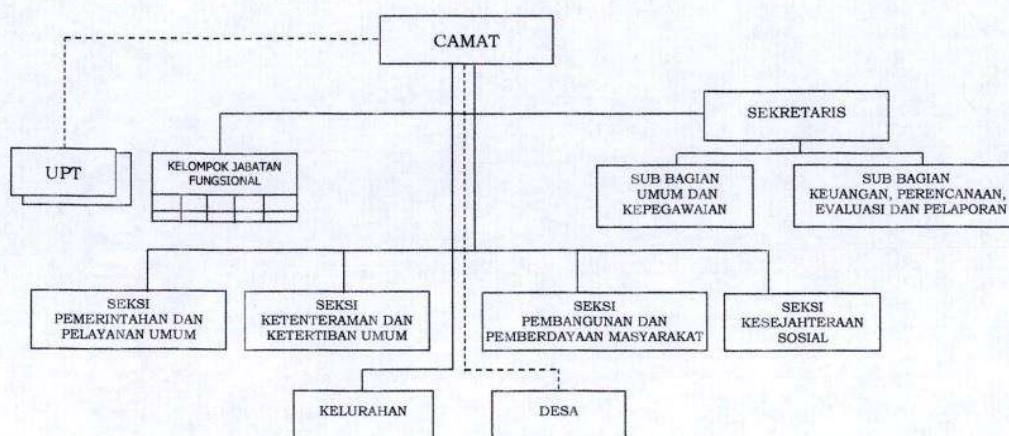 CAMAT
SEKRETARIS
UPT
KELOMPOK JABATAN
FUNGSIONAL
SUB BAGIAN
UMUM DAN
KEPEGAWAIAN
SUB BAGIAN
KEUANGAN, PERENCANAAN,
EVALUASI DAN PELAPORAN
SEKSI
PEMERINTAHAN DAN
PELAYANAN UMUM
SEKSI
KETENTERAMAN DAN
KETERTIBAN UMUM
SEKSI
PEMBANGUNAN DAN
PEMBERDAYAAN MASYARAKAT
SEKSI
KESEJAHTERAAN
SOSIAL
KELURAHAN
DESA